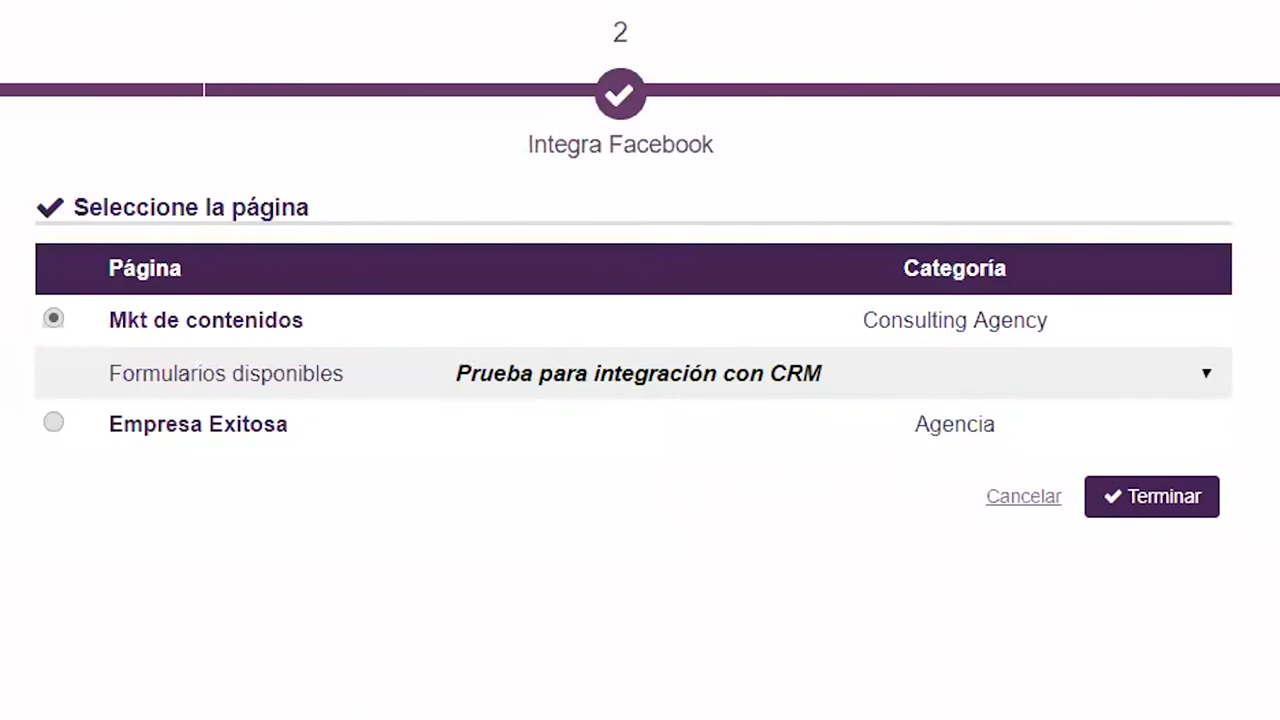 2
Integra Facebook
Seleccione la página
Página Categoría
Mkt de contenidos Consulting Agency
Formularios disponibles Prueba para integración con CRM
Empresa Exitosa Agencia
Cancelar Terminar